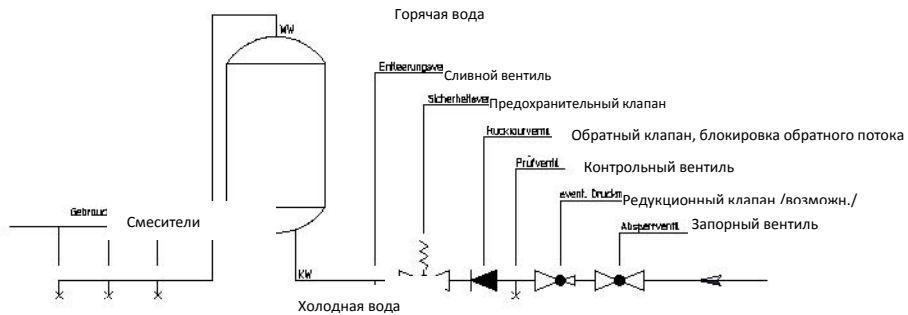 Горячая вода
WW
Entleerungsve
Сливной вентиль
Sicherheitsve
Предохранительный клапан
Rücklaufventil
Обратный клапан, блокировка обратного потока
Prüfventil
Контрольный вентиль
event. Druckm
Редукционный клапан /возможн./
Gebrauc
Смесители
Absperrventil
Запорный вентиль
KW
Холодная вода